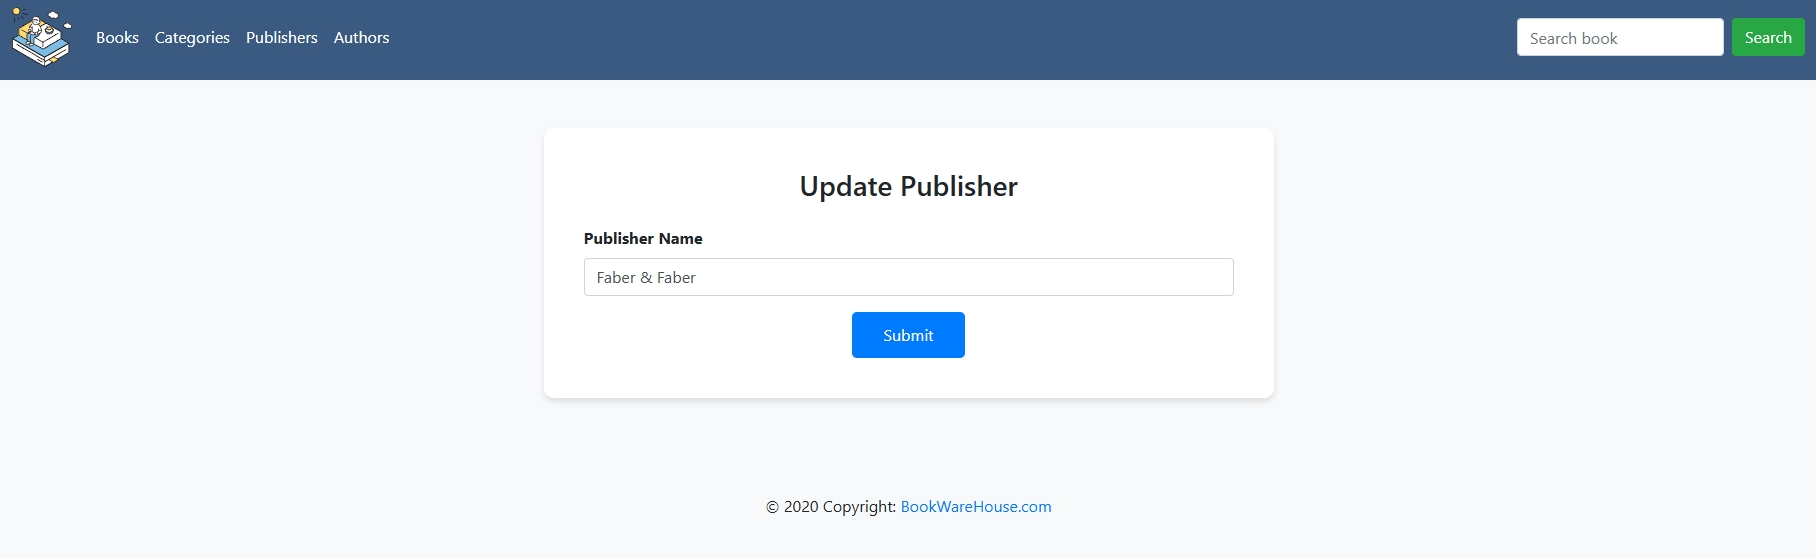 Books Categories Publishers Authors Search book Search
Update Publisher
Publisher Name
Faber & Faber
Submit
© 2020 Copyright: BookWareHouse.com